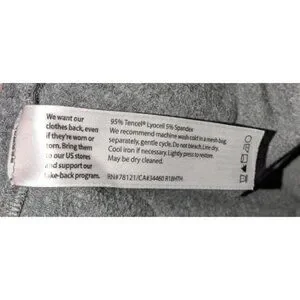 We want our
clothes back, even
if they're worn or
torn. Bring them
to our US stores
and support our
take-back program.
95% Tencel® Lyocell 5% Spandex
We recommend machine wash cold in a mesh bag,
separately, gentle cycle. Do not bleach. Line dry.
Cool iron if necessary. Lightly press to restore.
May be dry cleaned.
RN#78121/CA#34460 R18HTH